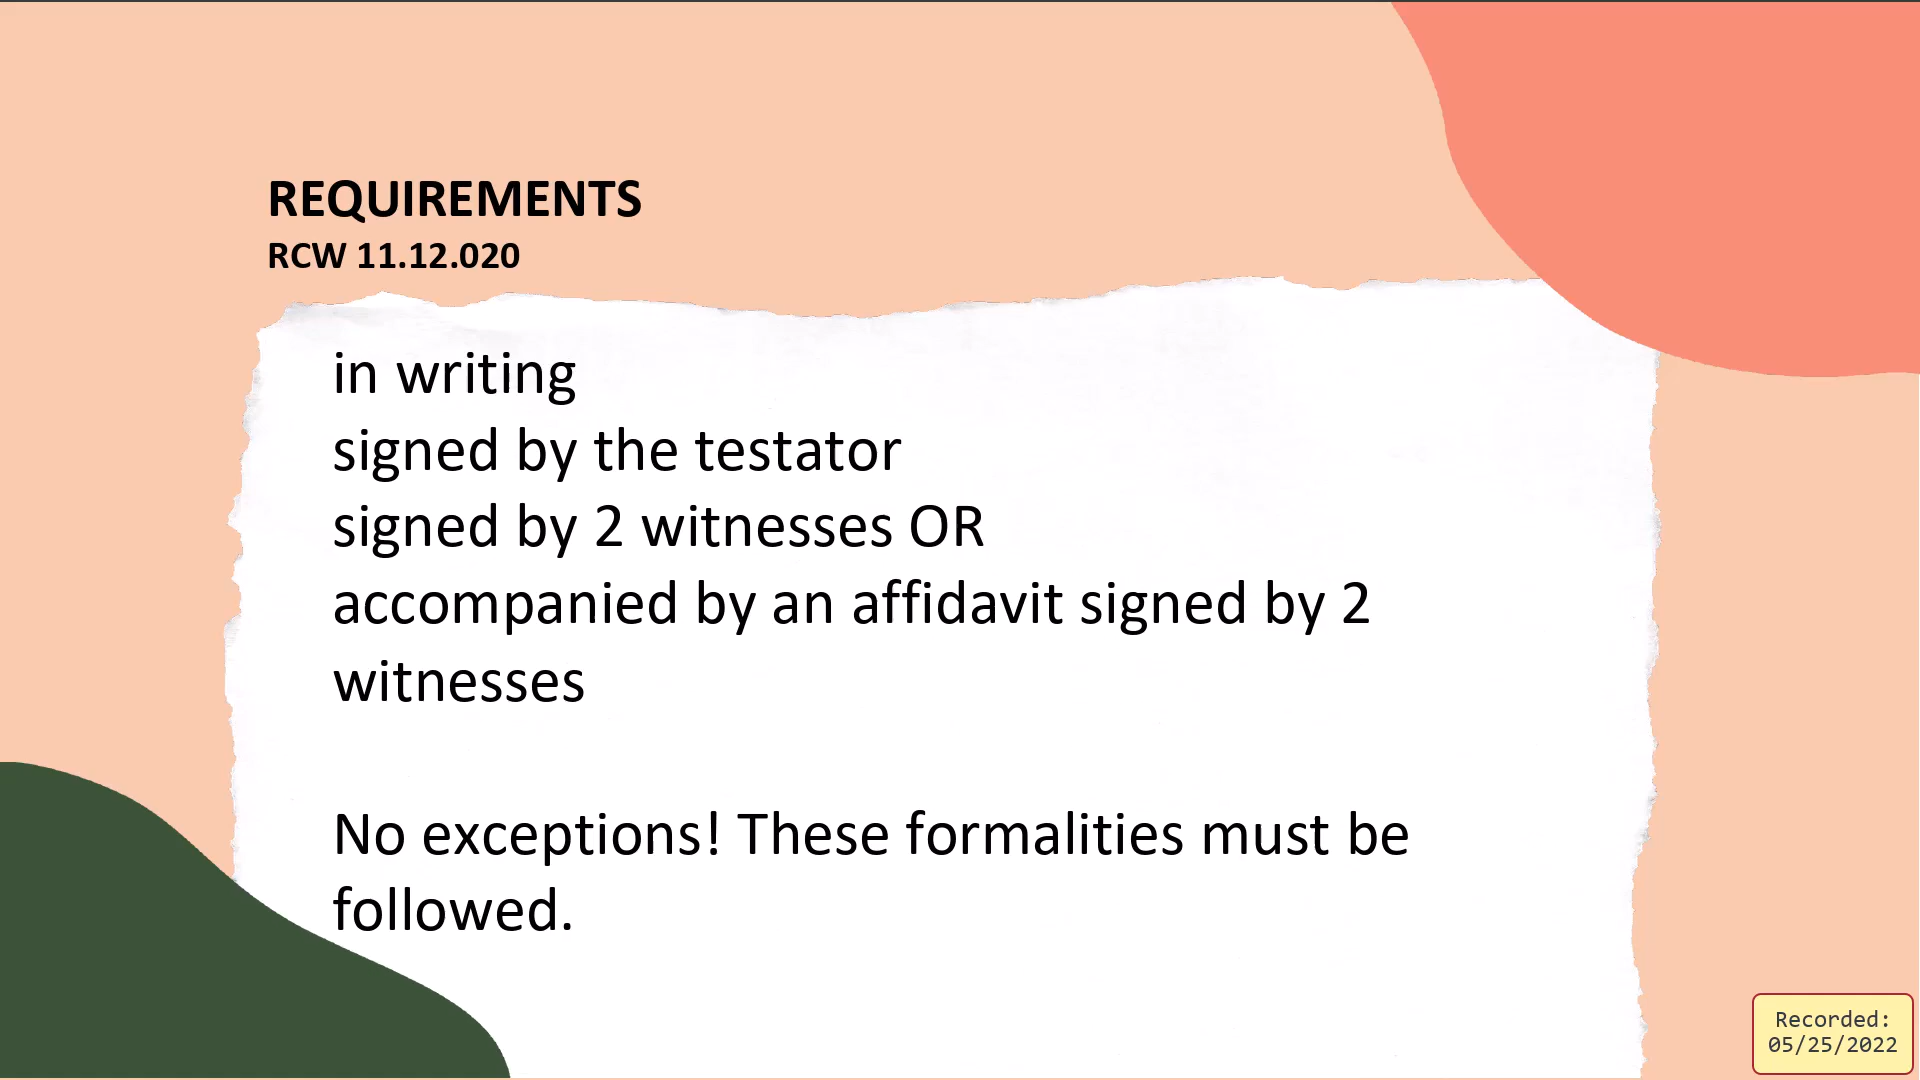 REQUIREMENTS
RCW 11.12.020
in writing
signed by the testator
signed by 2 witnesses OR
accompanied by an affidavit signed by 2
witnesses
No exceptions! These formalities must be
followed.
Recorded:
05/25/2022